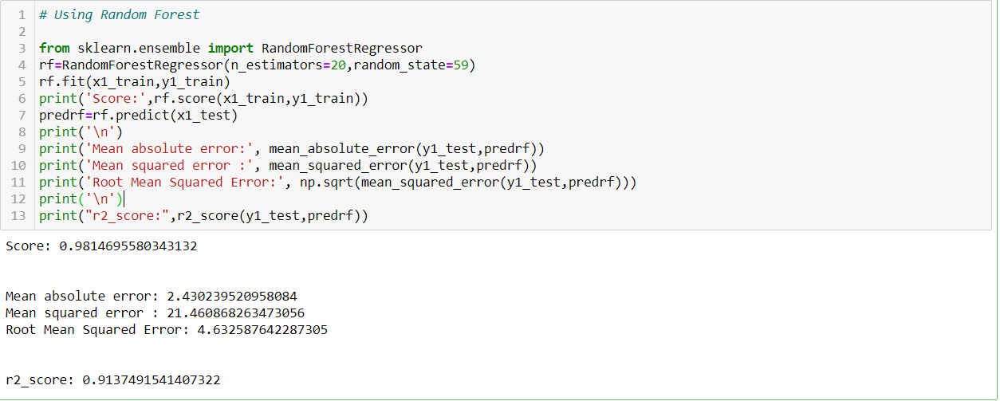 1 # Using Random Forest
2
3 from sklearn.ensemble import RandomForestRegressor
4 rf=RandomForestRegressor(n_estimators=20,random_state=59)
5 rf.fit(x1_train,y1_train)
6 print('Score:',rf.score(x1_train,y1_train))
7 predrf=rf.predict(x1_test)
8 print('\n')
9 print('Mean absolute error:', mean_absolute_error(y1_test,predrf))
10 print('Mean squared error :', mean_squared_error(y1_test,predrf))
11 print('Root Mean Squared Error:', np.sqrt(mean_squared_error(y1_test,predrf)))
12 print('\n')
13 print("r2_score:",r2_score(y1_test,predrf))
Score: 0.9814695580343132
Mean absolute error: 2.430239520958084
Mean squared error : 21.460868263473056
Root Mean Squared Error: 4.632587642287305
r2_score: 0.9137491541407322